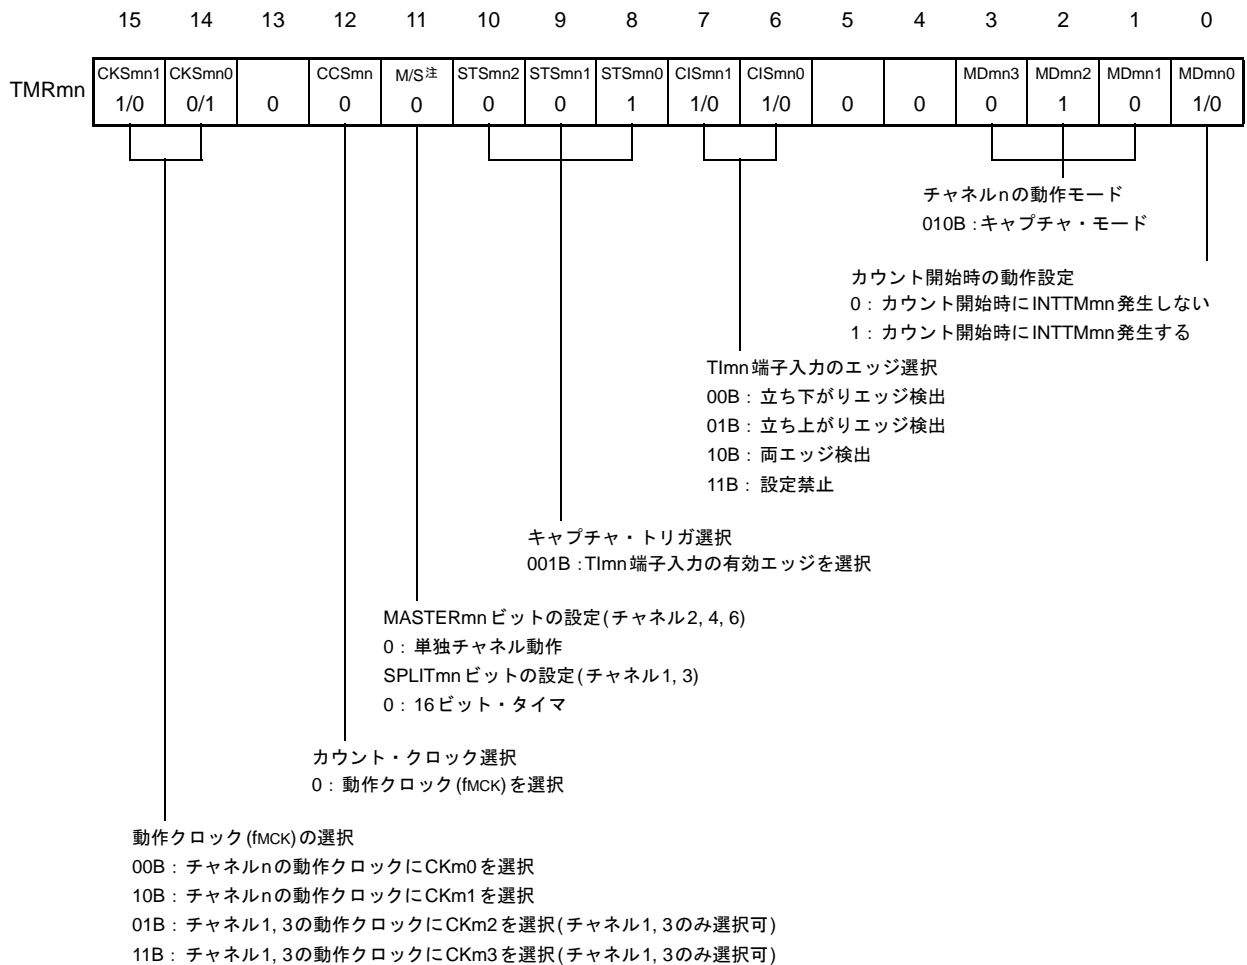 15 14 13 12 11 10 9 8 7 6 5 4 3 2 1 0
CKSmn1 CKSmn0 CCSmn M/S注 STSmn2 STSmn1 STSmn0 CISmn1 CISmn0 MDmn3 MDmn2 MDmn1 MDmn0
TMRmn
1/0 0/1 0 0 0 0 0 1 1/0 1/0 0 0 0 1 0 1/0
チャネルnの動作モード
010B：キャプチャ・モード
カウント開始時の動作設定
0：カウント開始時にINTTMmn発生しない
1：カウント開始時にINTTMmn発生する
TImn端子入力のエッジ選択
00B：立ち下がりエッジ検出
01B：立ち上がりエッジ検出
10B：両エッジ検出
11B：設定禁止
キャプチャ・トリガ選択
001B：TImn端子入力の有効エッジを選択
MASTERmnビットの設定(チャネル2, 4, 6)
0：単独チャネル動作
SPLITmnビットの設定(チャネル1, 3)
0：16ビット・タイマ
カウント・クロック選択
0：動作クロック(fMCK)を選択
動作クロック(fMCK)の選択
00B：チャネルnの動作クロックにCKm0を選択
10B：チャネルnの動作クロックにCKm1を選択
01B：チャネル1, 3の動作クロックにCKm2を選択(チャネル1, 3のみ選択可)
11B：チャネル1, 3の動作クロックにCKm3を選択(チャネル1, 3のみ選択可)